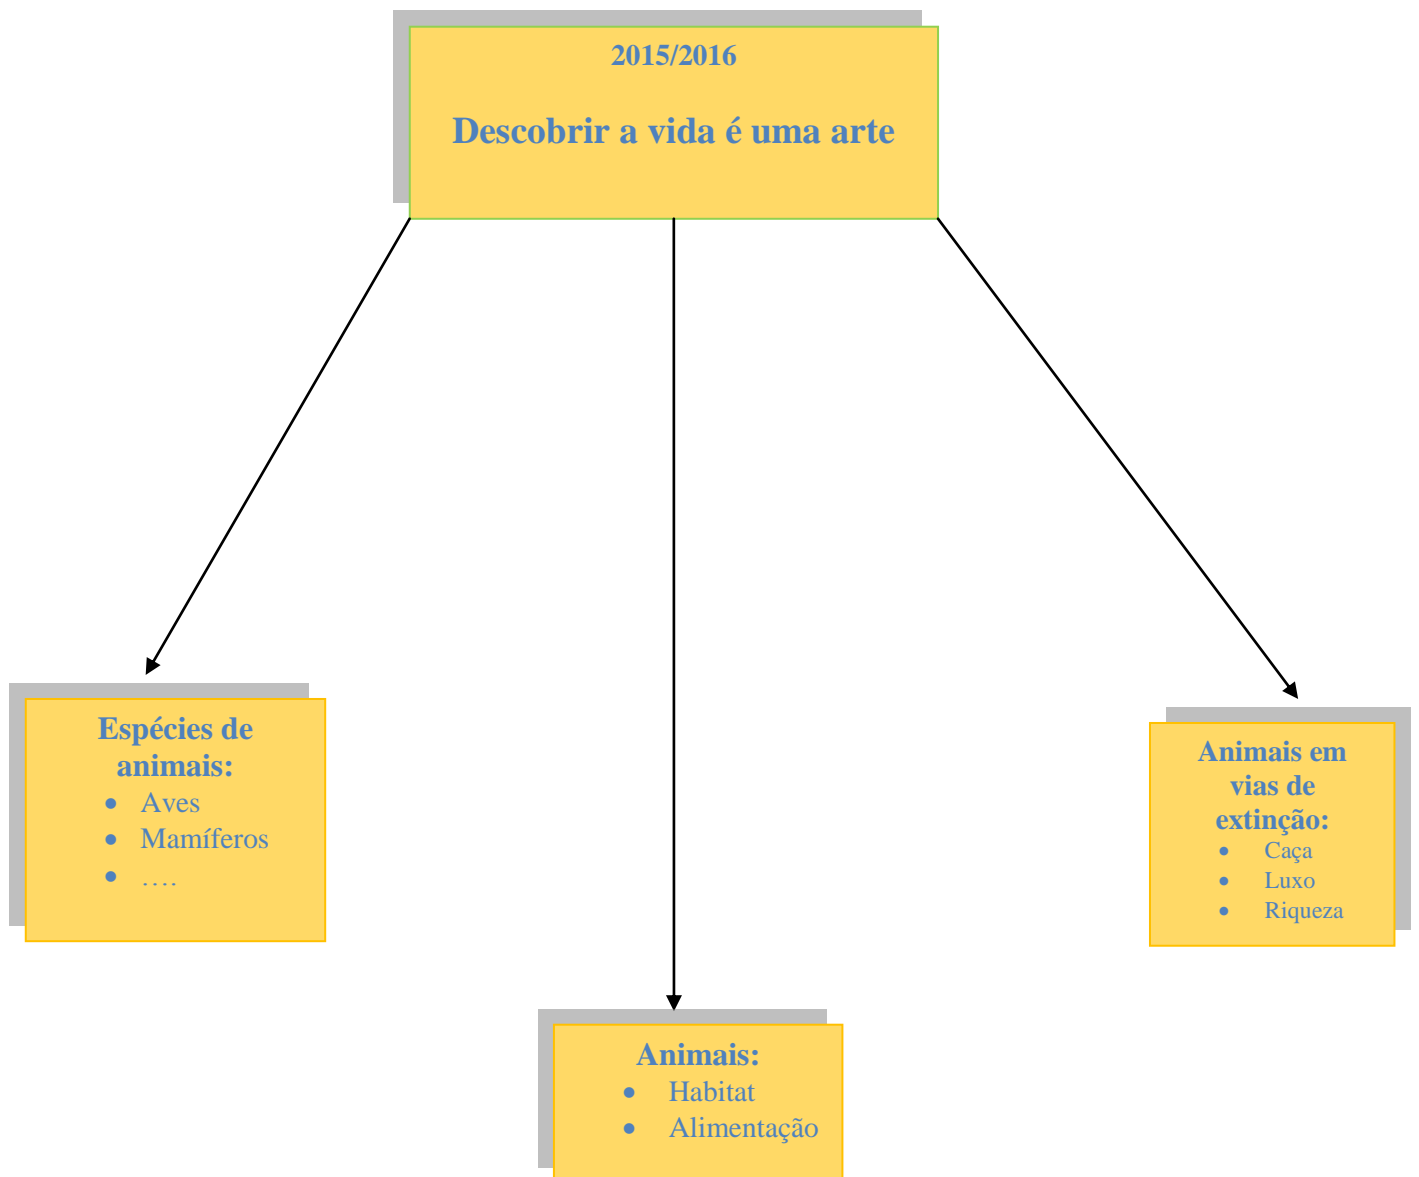 2015/2016
Descobrir a vida é uma arte
Espécies de
animais:
• Aves
• Mamíferos
• ….
Animais em
vias de
extinção:
• Caça
• Luxo
• Riqueza
Animais:
• Habitat
• Alimentação